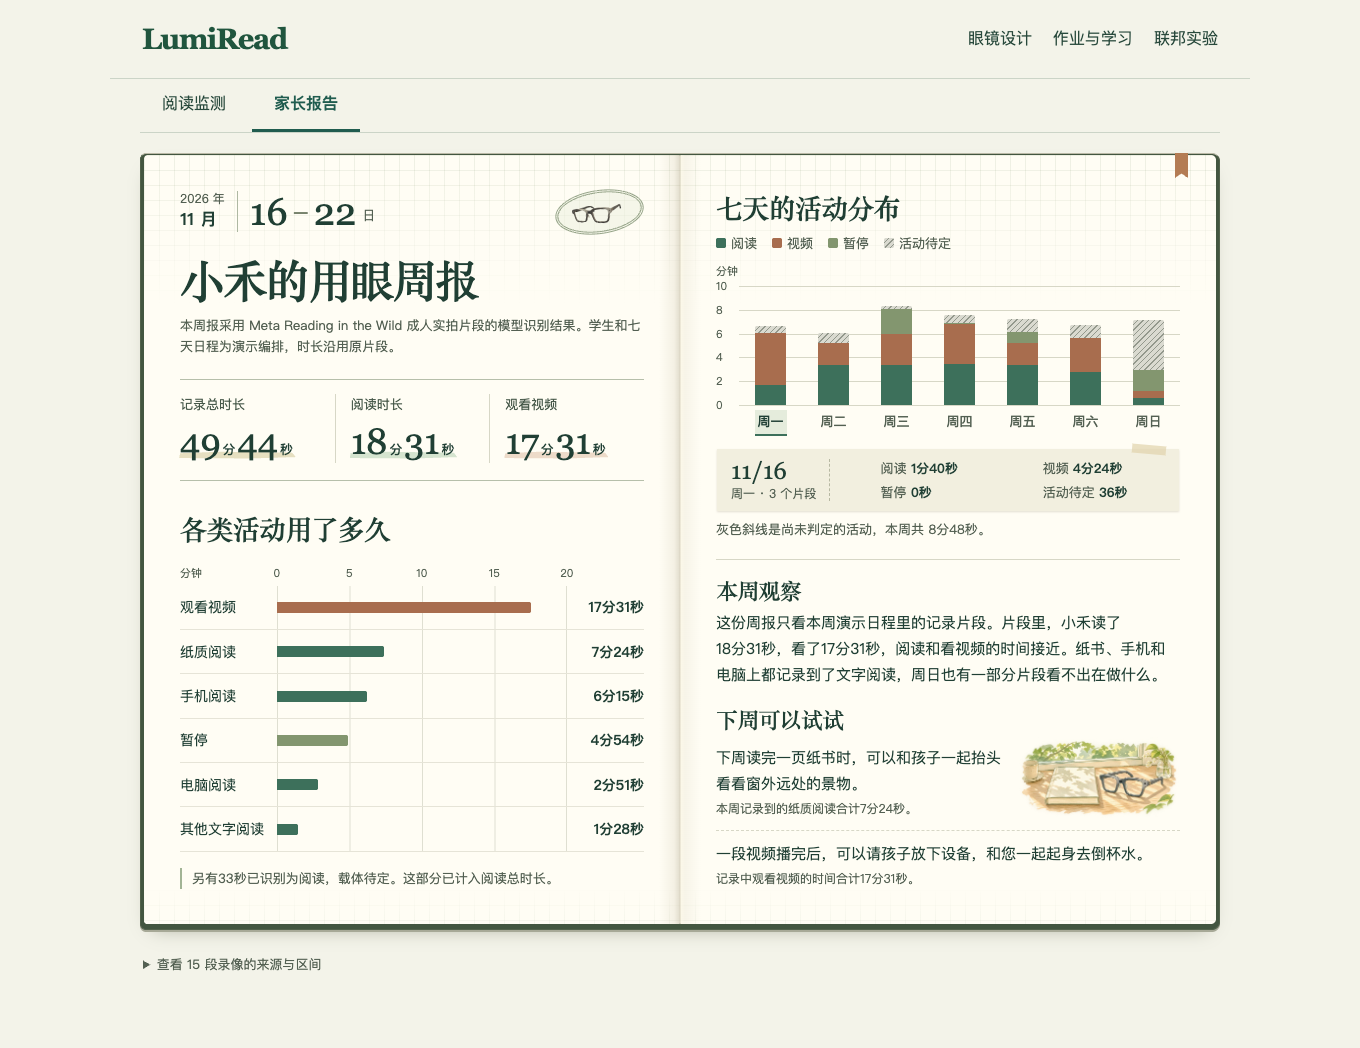 LumiRead
眼镜设计 作业与学习 联邦实验
阅读监测 家长报告
2026 年
11 月
16 – 22 日
小禾的用眼周报
本周报采用 Meta Reading in the Wild 成人实拍片段的模型识别结果。学生和七
天日程为演示编排，时长沿用原片段。
记录总时长 阅读时长 观看视频
49分44秒 18分31秒 17分31秒
各类活动用了多久
分钟 0 5 10 15 20
观看视频 17分31秒
纸质阅读 7分24秒
手机阅读 6分15秒
暂停 4分54秒
电脑阅读 2分51秒
其他文字阅读 1分28秒
另有33秒已识别为阅读，载体待定。这部分已计入阅读总时长。
七天的活动分布
阅读 视频 暂停 活动待定
分钟
10
8
6
4
2
0
周一 周二 周三 周四 周五 周六 周日
11/16
周一 · 3 个片段
阅读 1分40秒 视频 4分24秒
暂停 0秒 活动待定 36秒
灰色斜线是尚未判定的活动，本周共 8分48秒。
本周观察
这份周报只看本周演示日程里的记录片段。片段里，小禾读了
18分31秒，看了17分31秒，阅读和看视频的时间接近。纸书、手机和
电脑上都记录到了文字阅读，周日也有一部分片段看不出在做什么。
下周可以试试
下周读完一页纸书时，可以和孩子一起抬头
看看窗外远处的景物。
本周记录到的纸质阅读合计7分24秒。
一段视频播完后，可以请孩子放下设备，和您一起起身去倒杯水。
记录中观看视频的时间合计17分31秒。
▶ 查看 15 段录像的来源与区间